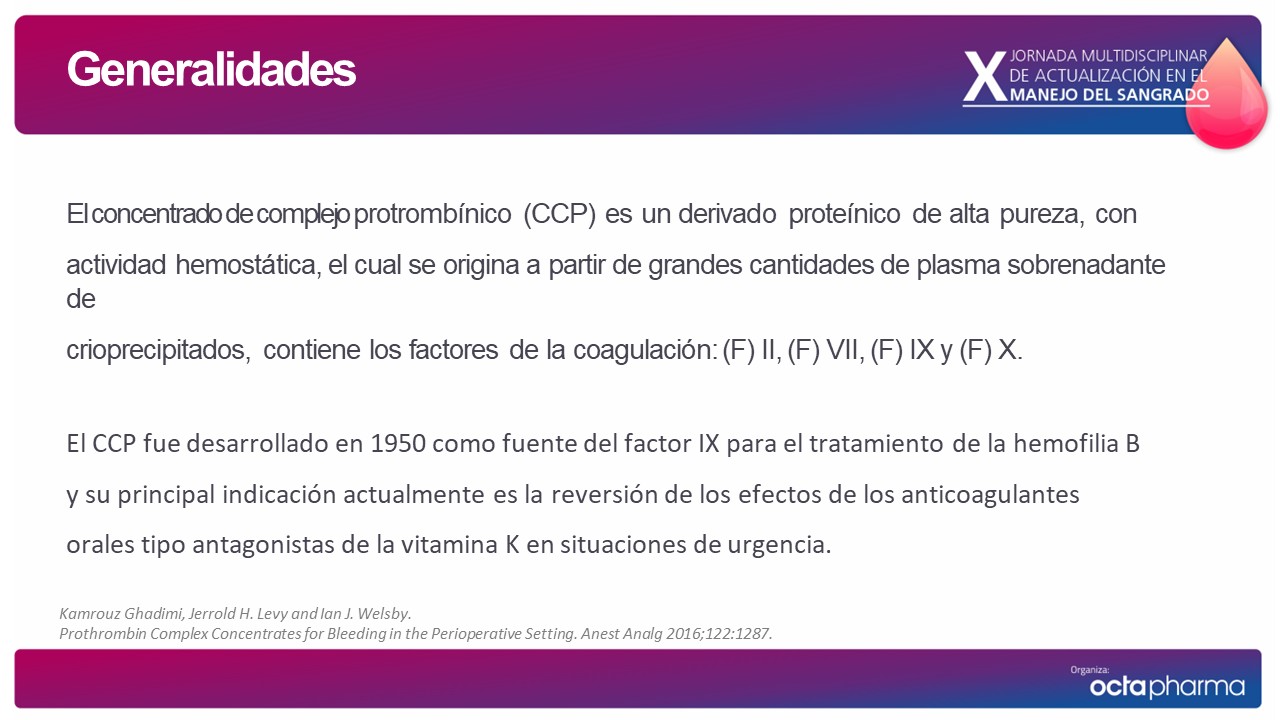 Generalidades
X JORNADA MULTIDISCIPLINAR
DE ACTUALIZACIÓN EN EL
MANEJO DEL SANGRADO
El concentrado de complejo protrombínico (CCP) es un derivado proteínico de alta pureza, con
actividad hemostática, el cual se origina a partir de grandes cantidades de plasma sobrenadante
de
crioprecipitados, contiene los factores de la coagulación: (F) II, (F) VII, (F) IX y (F) X.
El CCP fue desarrollado en 1950 como fuente del factor IX para el tratamiento de la hemofilia B
y su principal indicación actualmente es la reversión de los efectos de los anticoagulantes
orales tipo antagonistas de la vitamina K en situaciones de urgencia.
Kamrouz Ghadimi, Jerrold H. Levy and Ian J. Welsby.
Prothrombin Complex Concentrates for Bleeding in the Perioperative Setting. Anest Analg 2016;122:1287.
Organiza:
octapharma